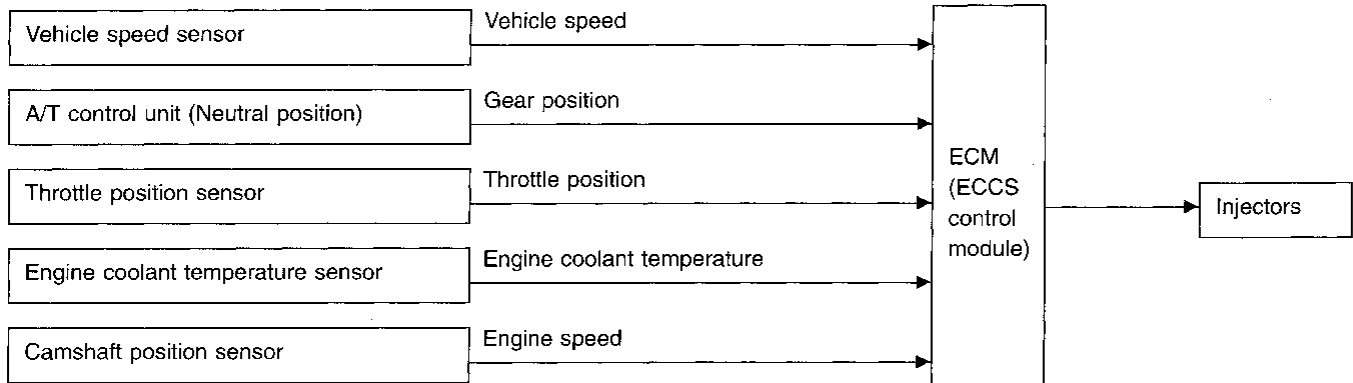 Vehicle speed sensor
Vehicle speed
A/T control unit (Neutral position)
Gear position
Throttle position sensor
Throttle position
Engine coolant temperature sensor
Engine coolant temperature
Camshaft position sensor
Engine speed
ECM
(ECCS
control
module)
Injectors